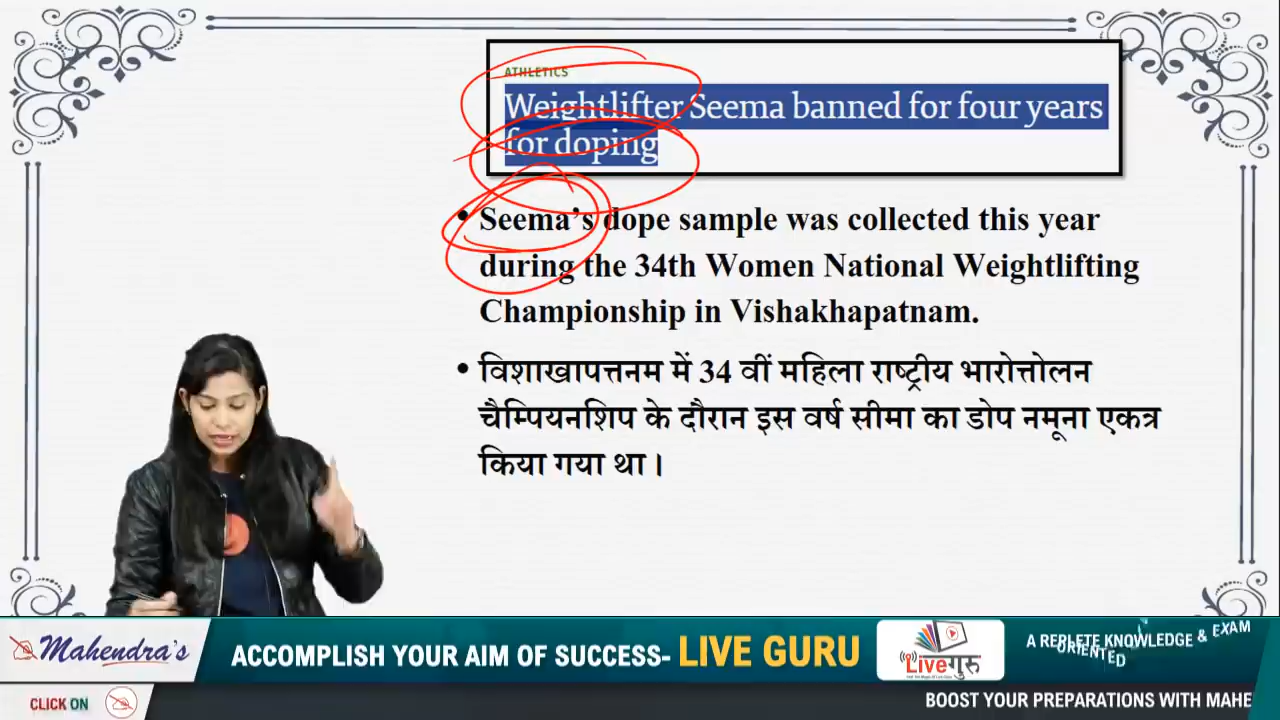 ATHLETICS
Weightlifter Seema banned for four years
for doping
• Seema's dope sample was collected this year
during the 34th Women National Weightlifting
Championship in Vishakhapatnam.
• विशाखापत्तनम में 34 वीं महिला राष्ट्रीय भारोत्तोलन
चैम्पियनशिप के दौरान इस वर्ष सीमा का डोप नमूना एकत्र
किया गया था।
Mahendra's
ACCOMPLISH YOUR AIM OF SUCCESS- LIVE GURU
Liveगुरु
A REPLETE KNOWLEDGE & EXAM
ORIENTED
CLICK ON
BOOST YOUR PREPARATIONS WITH MAHE